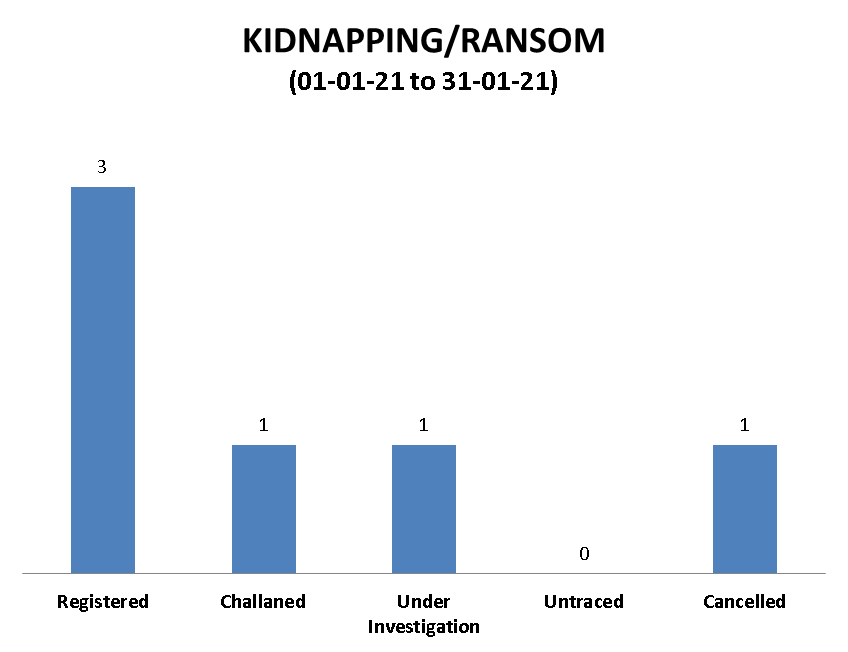 KIDNAPPING/RANSOM
(01-01-21 to 31-01-21)
3
1
1
0
1
Registered
Challaned
Under
Investigation
Untraced
Cancelled